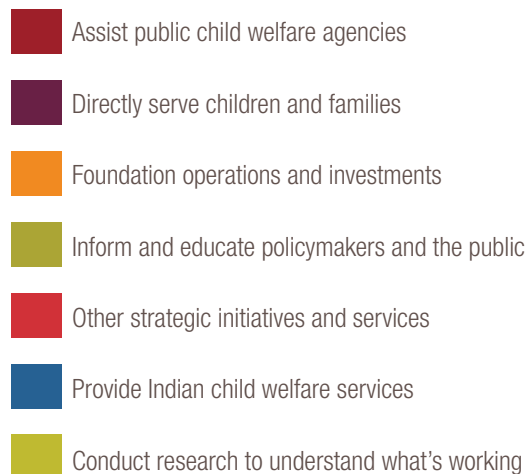 Assist public child welfare agencies
Directly serve children and families
Foundation operations and investments
Inform and educate policymakers and the public
Other strategic initiatives and services
Provide Indian child welfare services
Conduct research to understand what’s working